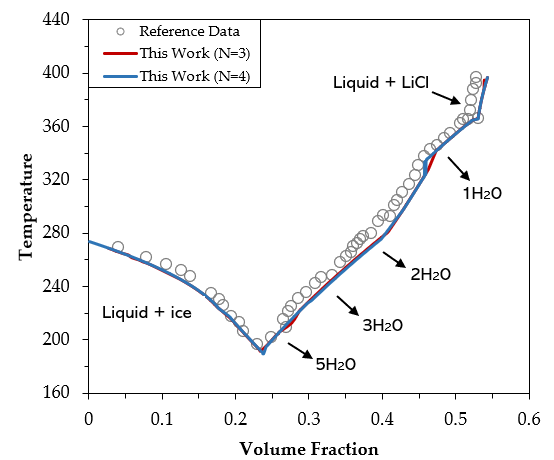 440
400
360
320
280
240
200
160
Temperature
Reference Data
This Work (N=3)
This Work (N=4)
Liquid + LiCl
1H2O
2H2O
3H2O
5H2O
Liquid + ice
0
0.1
0.2
0.3
0.4
0.5
0.6
Volume Fraction